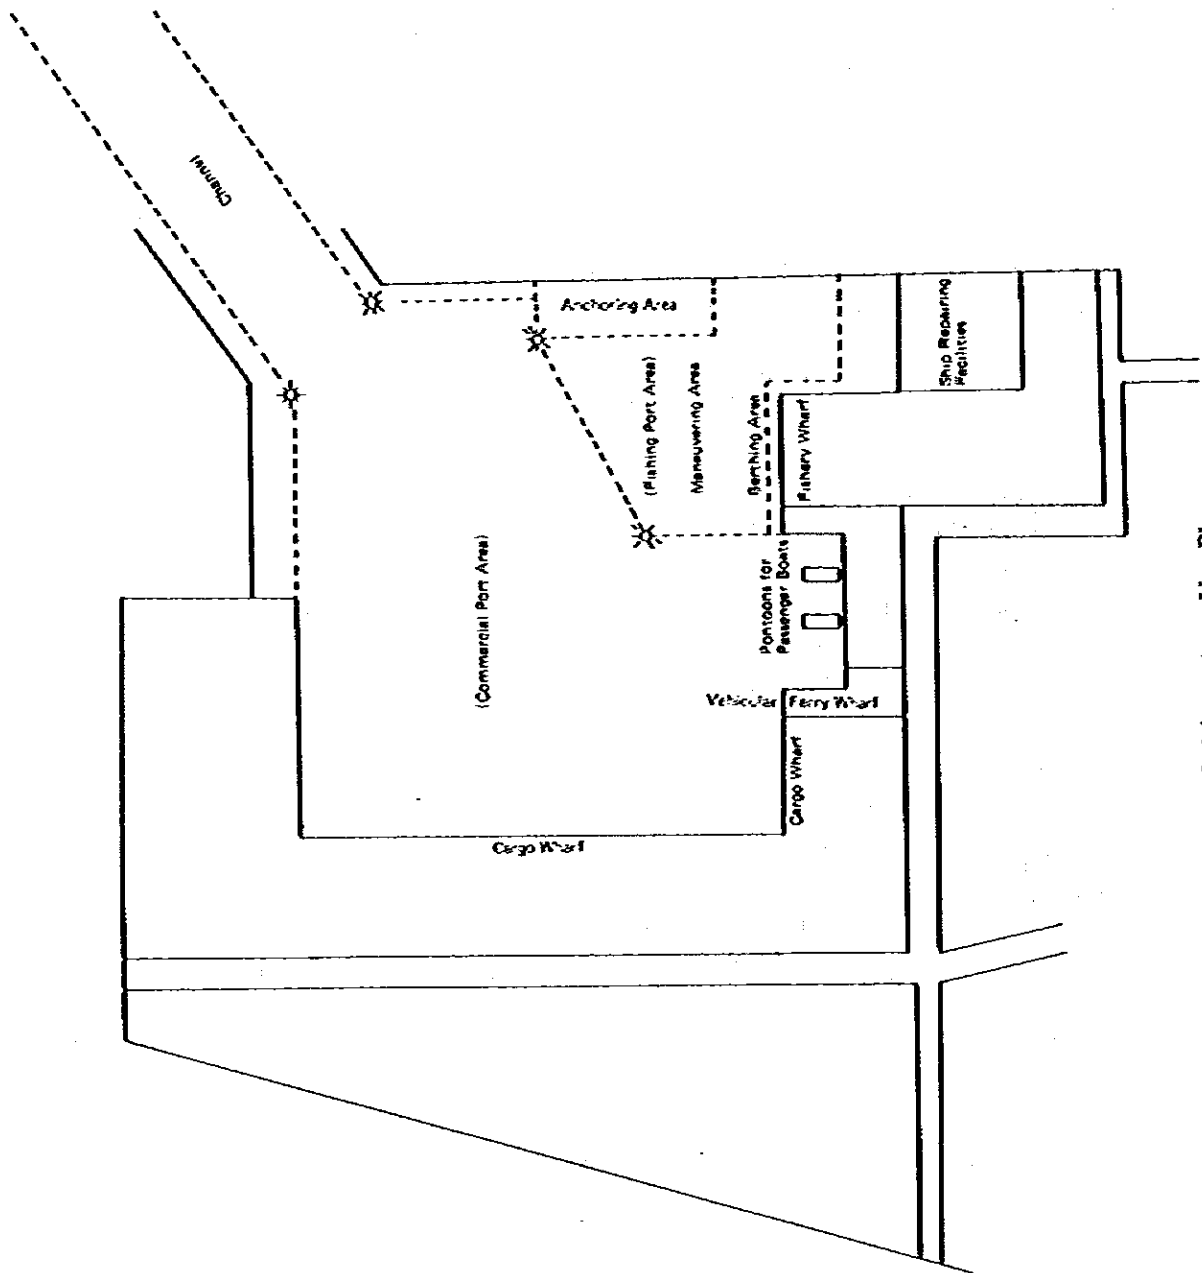 Channel
Anchoring Area
(Fishing Port Area)
Maneuvering Area
Berthing Area
Fishery Wharf
Ship Repairing
Facilities
(Commercial Port Area)
Pontoons for
Passenger Boats
Vehicular Ferry Wharf
Cargo Wharf
Cargo Wharf